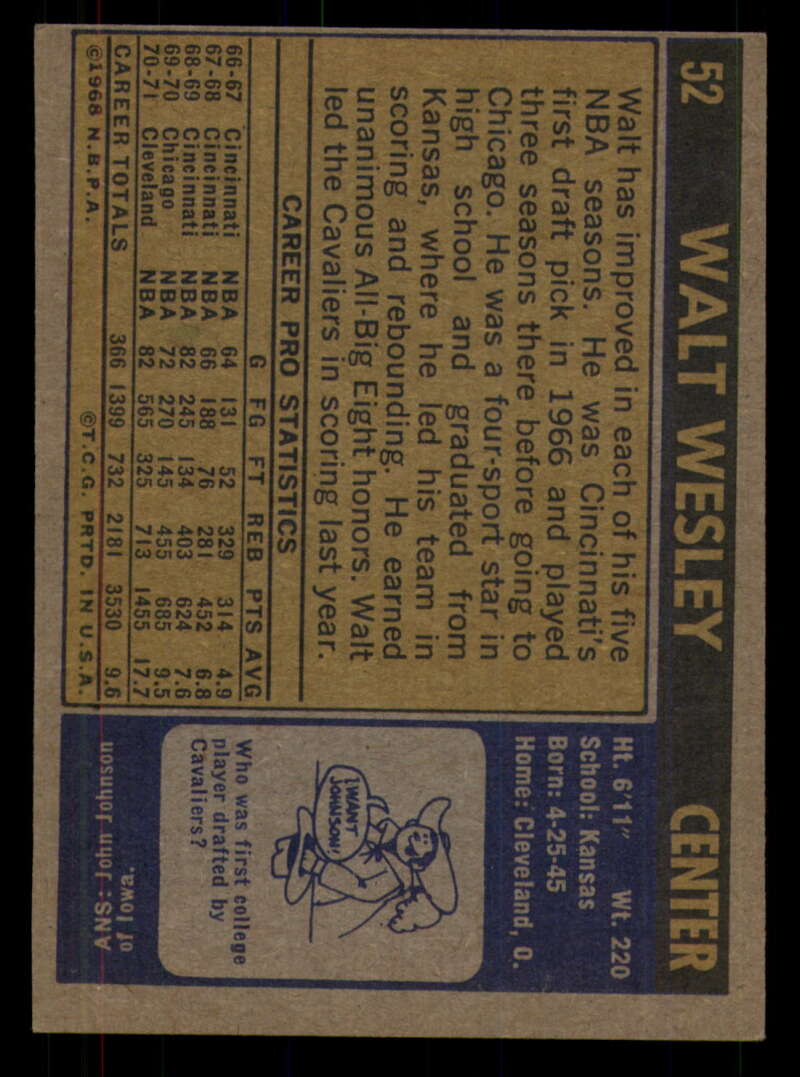 52 WALT WESLEY CENTER
Walt has improved in each of his five
NBA seasons. He was Cincinnati's
first draft pick in 1966 and played
three seasons there before going to
Chicago. He was a four-sport star in
high school and graduated from
Kansas, where he led his team in
scoring and rebounding. He earned
unanimous All-Big Eight honors. Walt
led the Cavaliers in scoring last year.
CAREER PRO STATISTICS
G FG FT REB PTS AVG
66-67 Cincinnati NBA 64 131 52 329 314 4.9
67-68 Cincinnati NBA 66 188 76 281 452 6.8
68-69 Cincinnati NBA 82 245 134 403 624 7.6
69-70 Chicago NBA 72 270 145 455 685 9.5
70-71 Cleveland NBA 82 565 325 713 1455 17.7
CAREER TOTALS 366 1399 732 2181 3530 9.6
©1968 N.B.P.A. ©T.C.G. PRTD. IN U.S.A.
Ht. 6'11" Wt. 220
School: Kansas
Born: 4-25-45
Home: Cleveland, O.
I WANT
JOHNSON!
Who was first college
player drafted by
Cavaliers?
ANS: John Johnson
of Iowa.